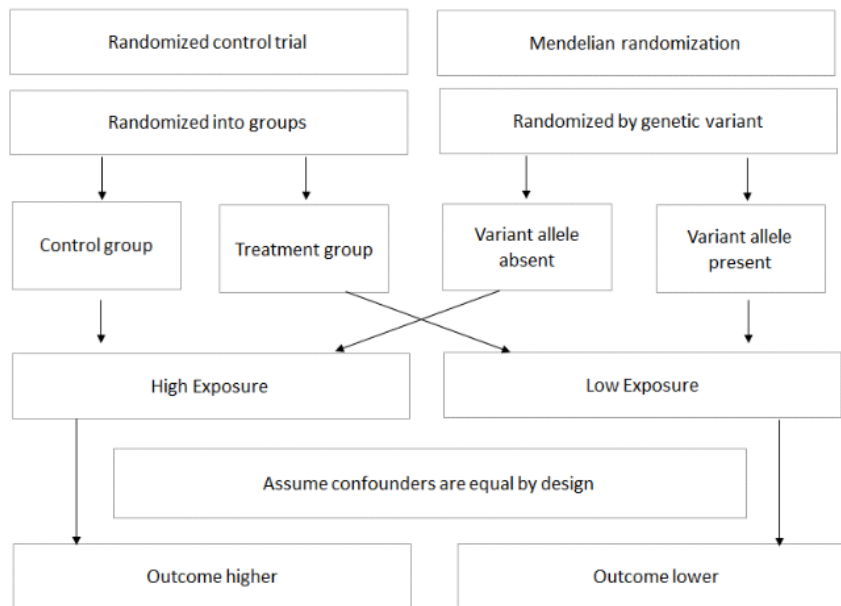 Randomized control trial
Mendelian randomization
Randomized into groups
Randomized by genetic variant
Control group
Treatment group
Variant allele
absent
Variant allele
present
High Exposure
Low Exposure
Assume confounders are equal by design
Outcome higher
Outcome lower